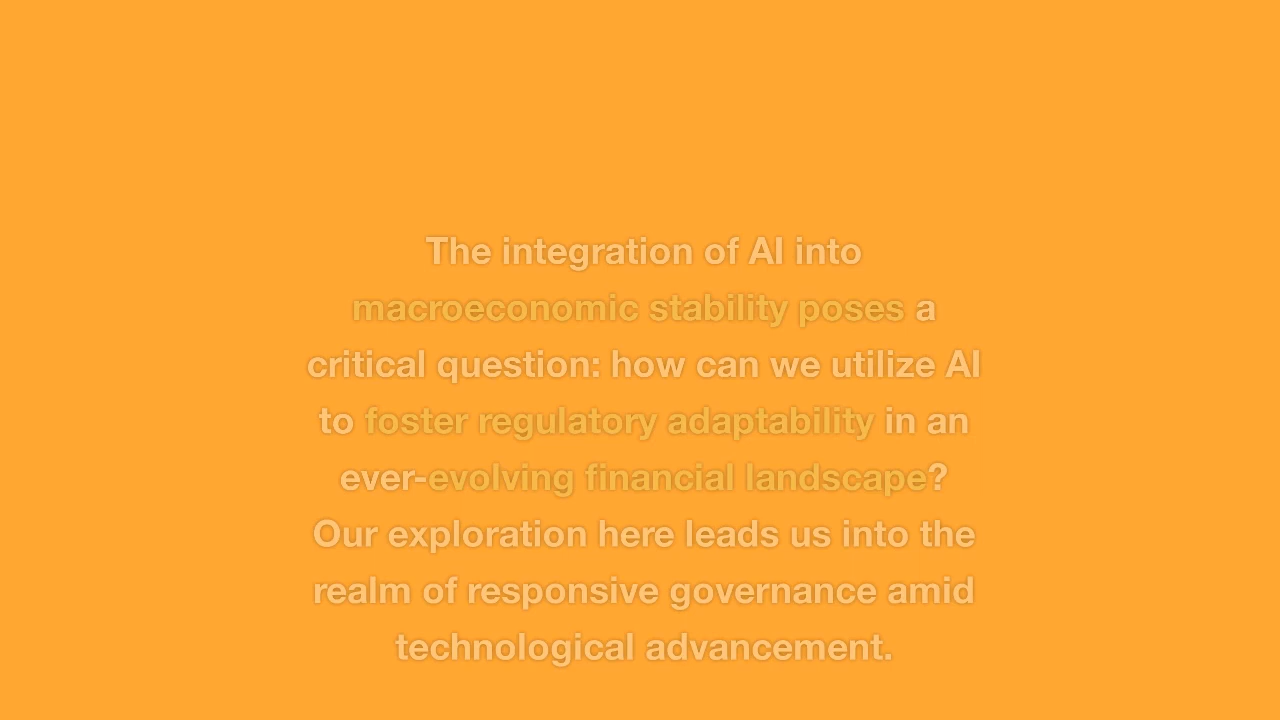 The integration of AI into
macroeconomic stability poses a
critical question: how can we utilize AI
to foster regulatory adaptability in an
ever-evolving financial landscape?
Our exploration here leads us into the
realm of responsive governance amid
technological advancement.